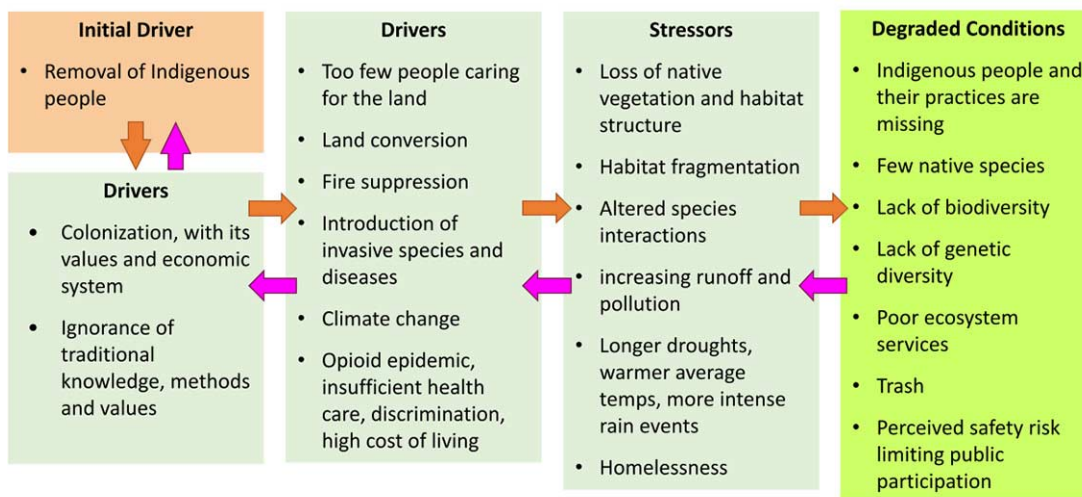 Initial Driver
• Removal of Indigenous
people
Drivers
• Colonization, with its
values and economic
system
• Ignorance of
traditional
knowledge, methods
and values
Drivers
• Too few people caring
for the land
• Land conversion
• Fire suppression
• Introduction of
invasive species and
diseases
• Climate change
• Opioid epidemic,
insufficient health
care, discrimination,
high cost of living
Stressors
• Loss of native
vegetation and habitat
structure
• Habitat fragmentation
• Altered species
interactions
• increasing runoff and
pollution
• Longer droughts,
warmer average
temps, more intense
rain events
• Homelessness
Degraded Conditions
• Indigenous people and
their practices are
missing
• Few native species
• Lack of biodiversity
• Lack of genetic
diversity
• Poor ecosystem
services
• Trash
• Perceived safety risk
limiting public
participation